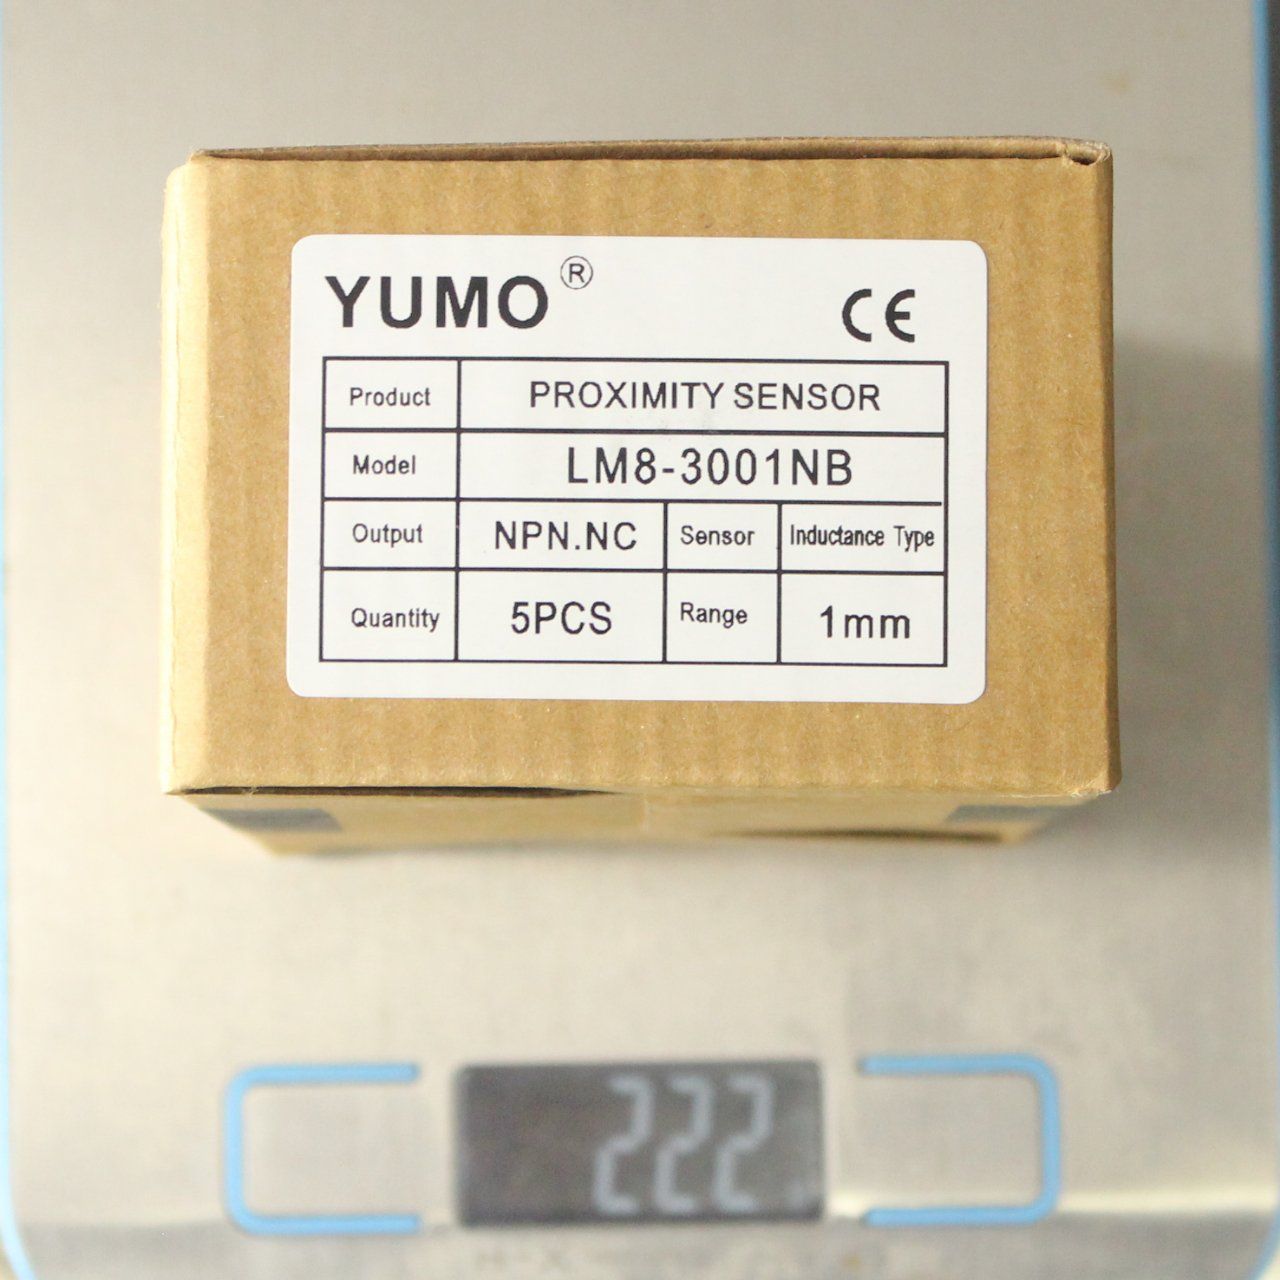 YUMO®
CE
Product PROXIMITY SENSOR
Model LM8-3001NB
Output NPN.NC Sensor Inductance Type
Quantity 5PCS Range 1mm
222